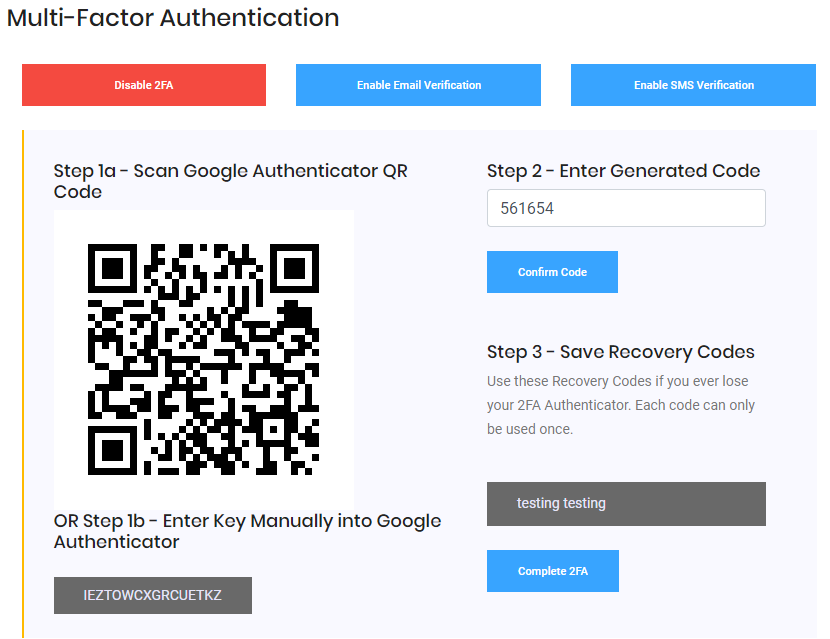 Multi-Factor Authentication
Disable 2FA
Enable Email Verification
Enable SMS Verification
Step 1a - Scan Google Authenticator QR
Code
OR Step 1b - Enter Key Manually into Google
Authenticator
IEZTOWCXGRCUETKZ
Step 2 - Enter Generated Code
561654
Confirm Code
Step 3 - Save Recovery Codes
Use these Recovery Codes if you ever lose
your 2FA Authenticator. Each code can only
be used once.
testing testing
Complete 2FA